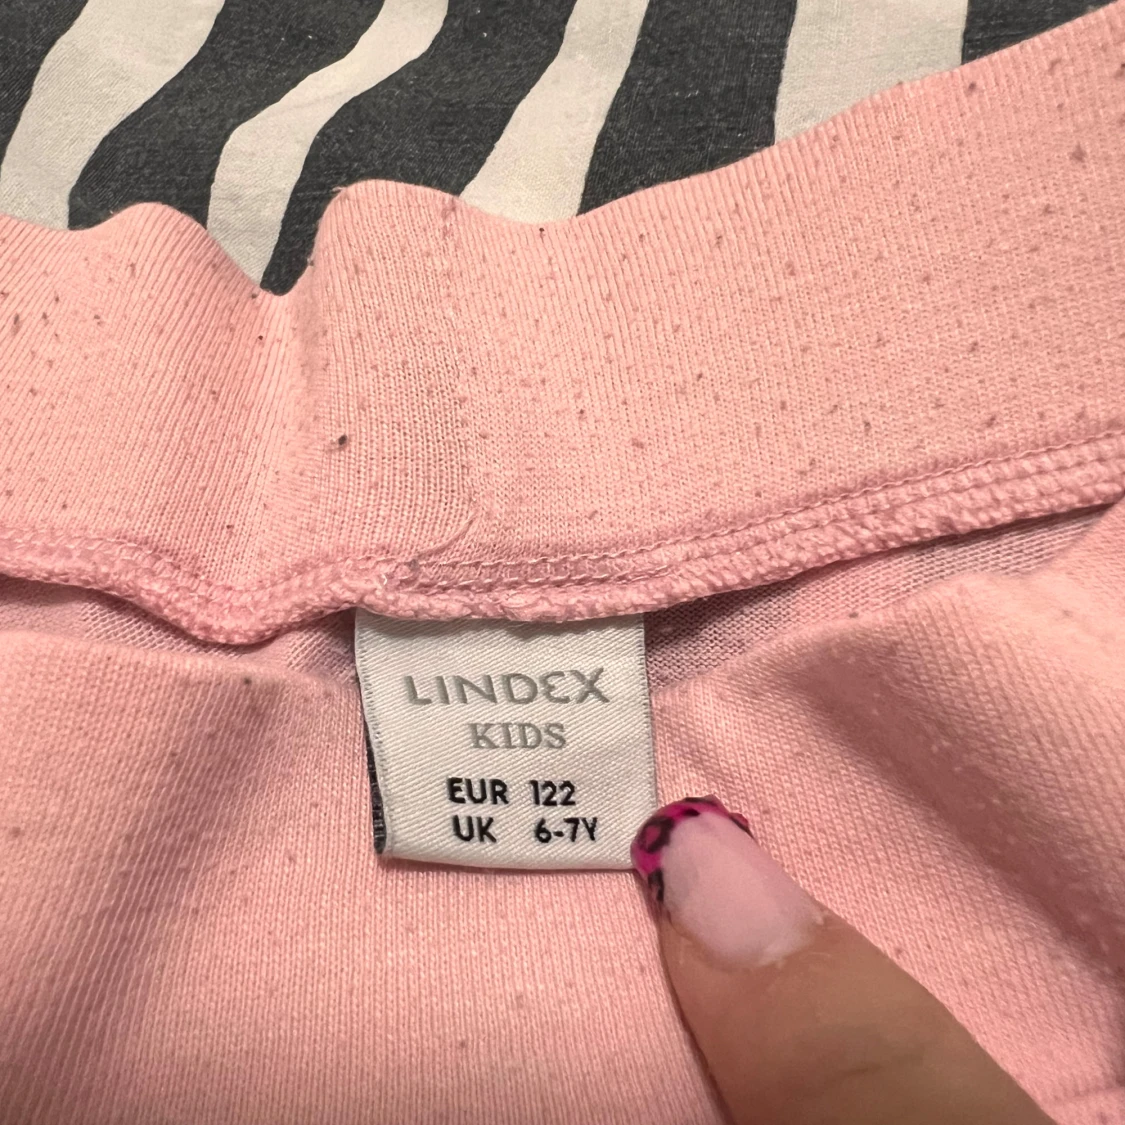 LINDEX
KIDS
EUR 122
UK 6-7Y